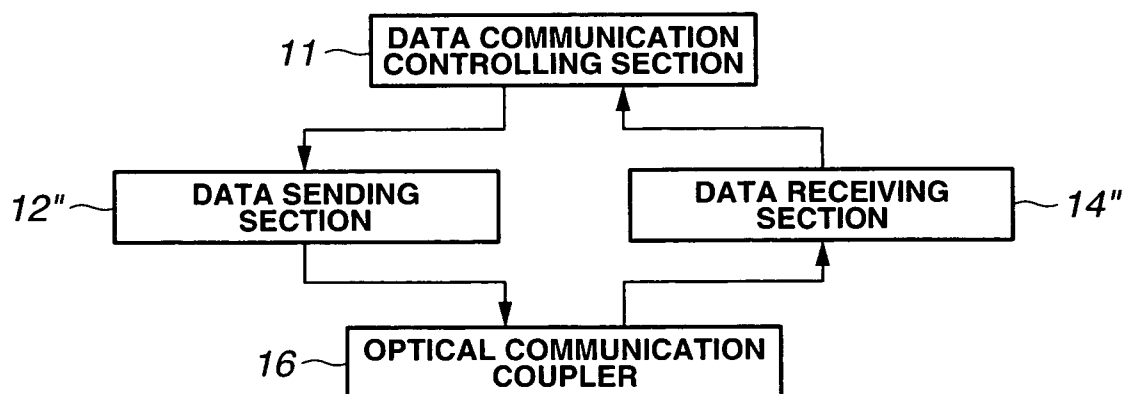 11
DATA COMMUNICATION
CONTROLLING SECTION
12"
DATA SENDING
SECTION
DATA RECEIVING
SECTION
14"
16
OPTICAL COMMUNICATION
COUPLER